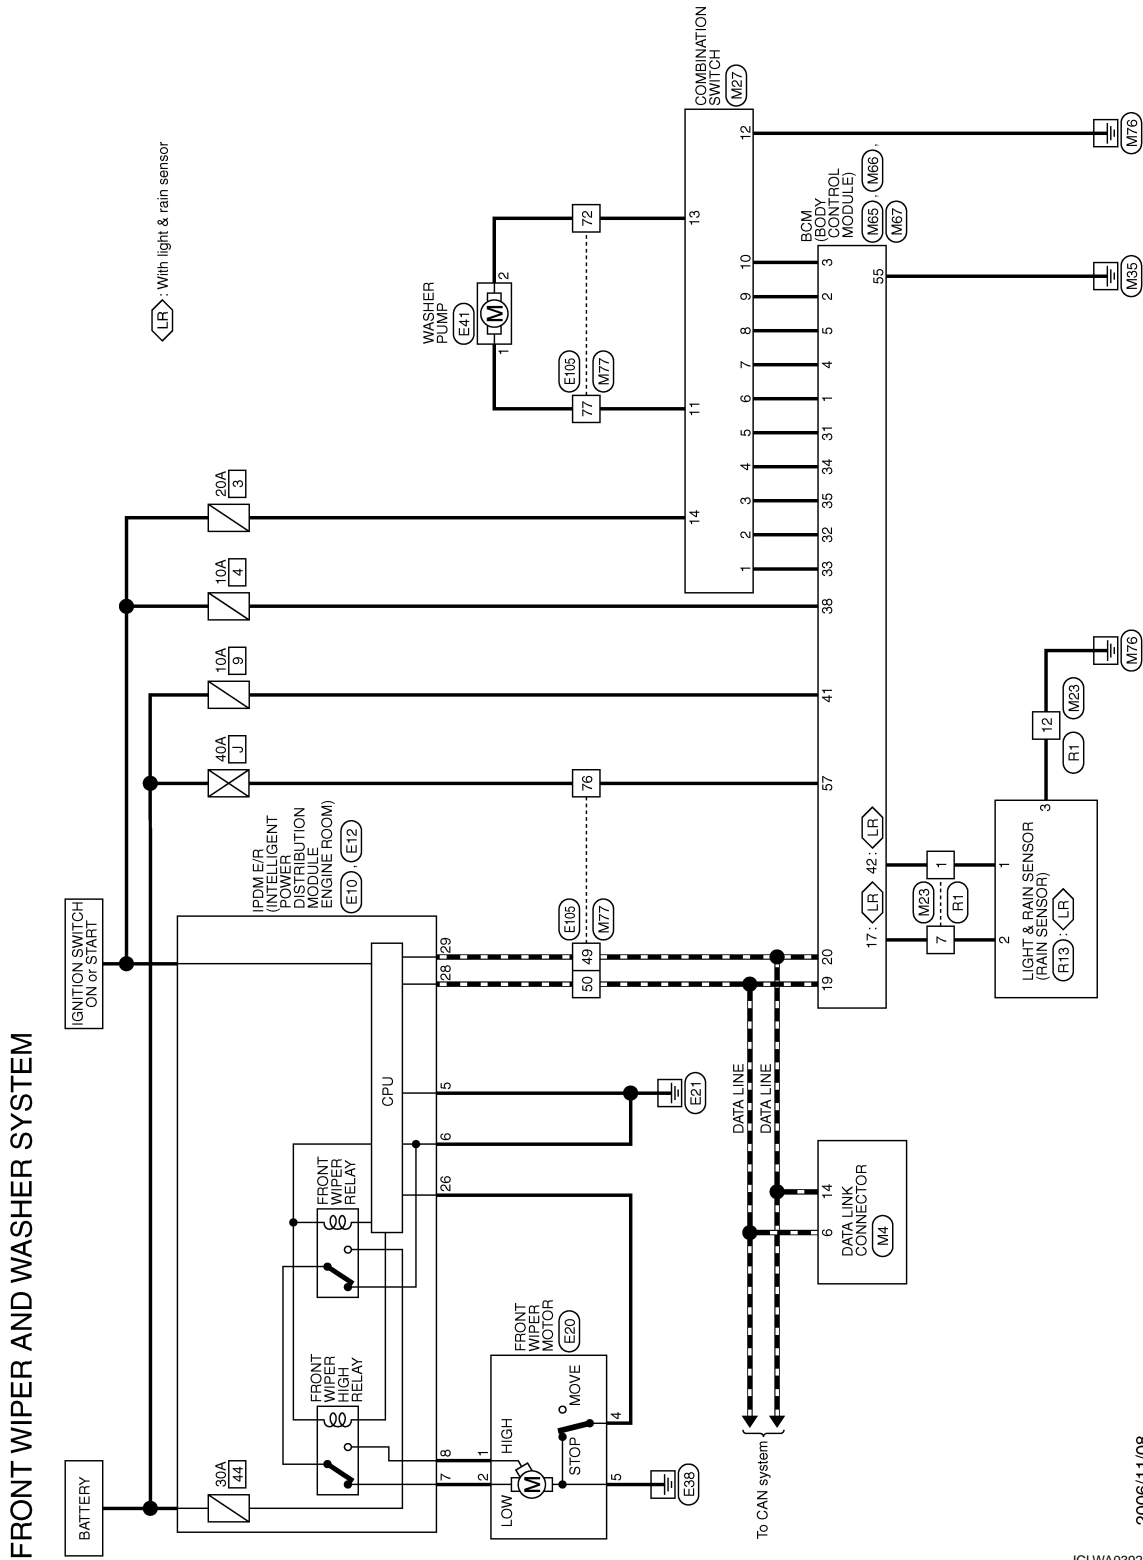 FRONT WIPER AND WASHER SYSTEM
BATTERY
IGNITION SWITCH
ON or START
LR : With light & rain sensor
30A
44
40A
J
10A
9
10A
4
20A
3
IPDM E/R
(INTELLIGENT
POWER
DISTRIBUTION
MODULE
ENGINE ROOM)
E10 , E12
FRONT
WIPER
HIGH
RELAY
FRONT
WIPER
RELAY
CPU
7
8
26
6
5
28
29
WASHER
PUMP
E41
1
M
2
FRONT
WIPER
MOTOR
E20
2
1
LOW
HIGH
M
STOP
MOVE
5
4
E38
E21
50
49
E105
M77
76
77
E105
M77
72
COMBINATION
SWITCH
M27
14
11
13
1
2
3
4
5
6
7
8
9
10
12
DATA LINE
DATA LINE
To CAN system
BCM
(BODY
CONTROL
MODULE)
M65 , M66 ,
M67
19
20
57
41
38
33
32
35
34
31
1
4
5
2
3
17 : LR
42 : LR
55
6
14
DATA LINK
CONNECTOR
M4
7
M23
R1
1
2
1
LIGHT & RAIN SENSOR
(RAIN SENSOR)
R13 : LR
3
R1
12
M23
M76
M35
M76